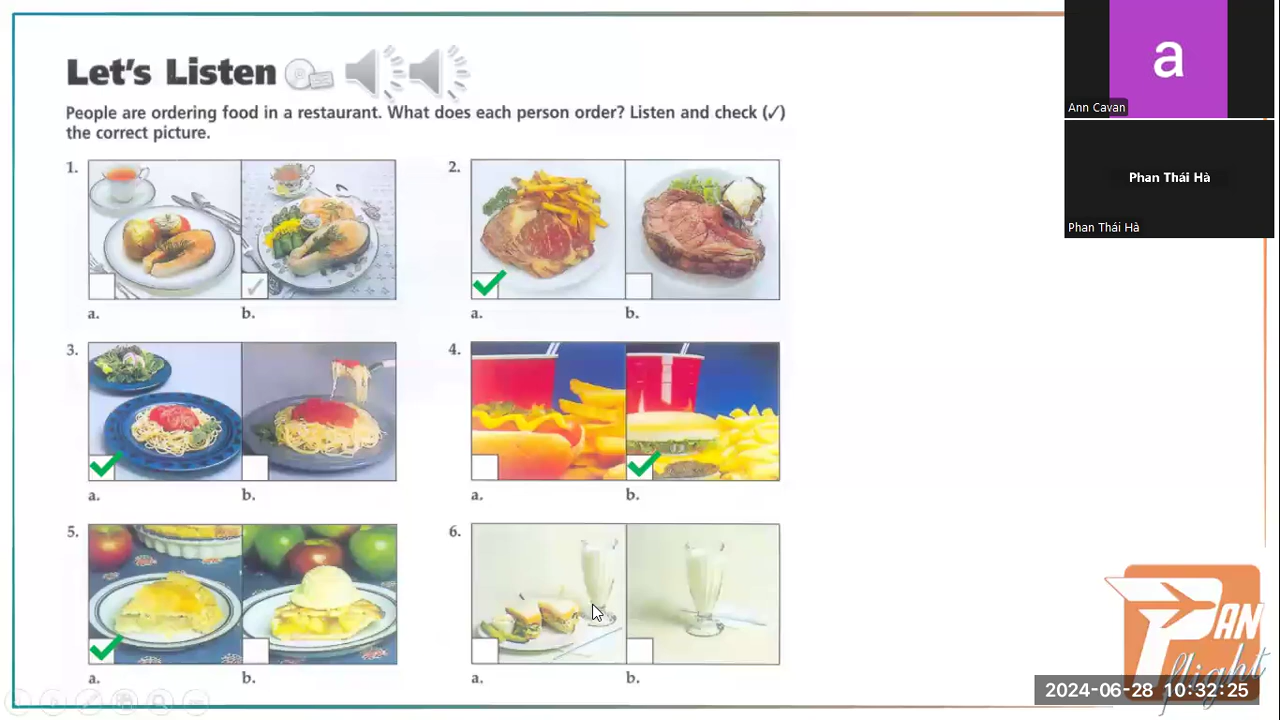 Let's Listen
People are ordering food in a restaurant. What does each person order? Listen and check (✓)
the correct picture.
1.
2.
a.
b.
a.
b.
3.
4.
a.
b.
a.
b.
5.
6.
a.
b.
a.
b.
a
Ann Cavan
Phan Thái Hà
Phan Thái Hà
PAN
flight
2024-06-28 10:32:25